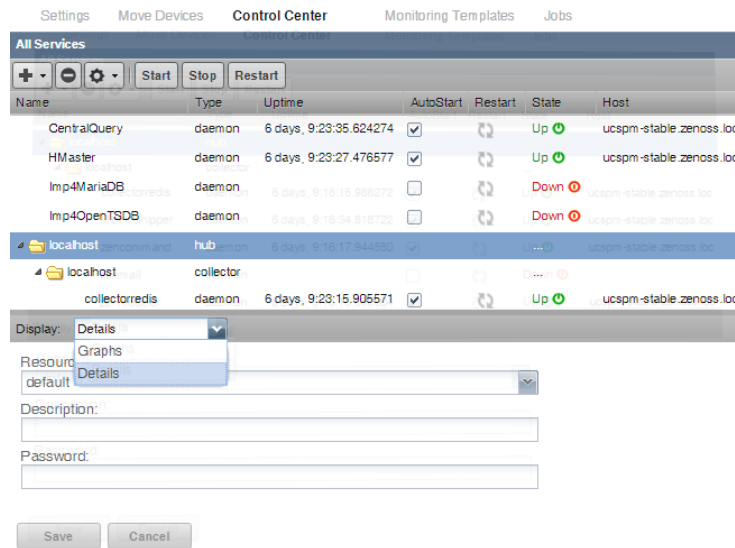 Settings Move Devices Control Center Monitoring Templates Jobs
All Services
Start Stop Restart
Name Type Uptime AutoStart Restart State Host
CentralQuery daemon 6 days, 9:23:35.624274 Up ucspm-stable.zenoss.loc
HMaster daemon 6 days, 9:23:27.476577 Up ucspm-stable.zenoss.loc
Imp4MariaDB daemon Down
Imp4OpenTSDB daemon Down
localhost hub ...
localhost collector ...
collectorredis daemon 6 days, 9:23:15.905571 Up ucspm-stable.zenoss.loc
Display: Details
Graphs
Details
Resourc
default
Description:
Password:
Save Cancel